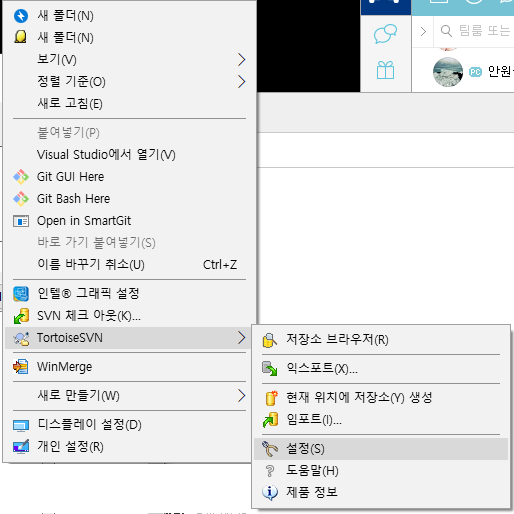 새 폴더(N)
새 폴더(N)
보기(V)
정렬 기준(O)
새로 고침(E)
붙여넣기(P)
Visual Studio에서 열기(V)
Git GUI Here
Git Bash Here
Open in SmartGit
바로 가기 붙여넣기(S)
이름 바꾸기 취소(U) Ctrl+Z
인텔® 그래픽 설정
SVN 체크 아웃(K)...
TortoiseSVN
WinMerge
새로 만들기(W)
디스플레이 설정(D)
개인 설정(R)
팀룸 또는
PC 안원
저장소 브라우저(R)
익스포트(X)...
현재 위치에 저장소(Y) 생성
임포트(I)...
설정(S)
도움말(H)
제품 정보